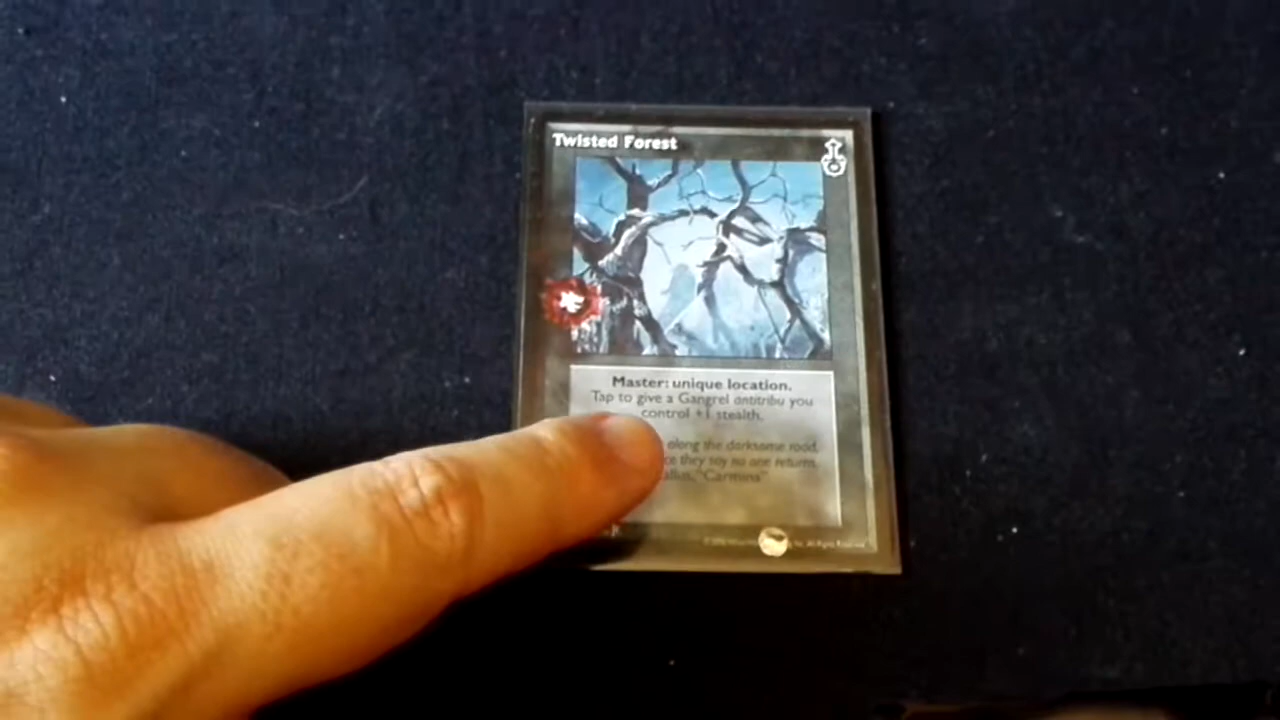 Twisted Forest
Master: unique location.
Tap to give a Gangrel antitribu you
control +1 stealth.
along the darksome road,
they say no one returns.
"Carmina"